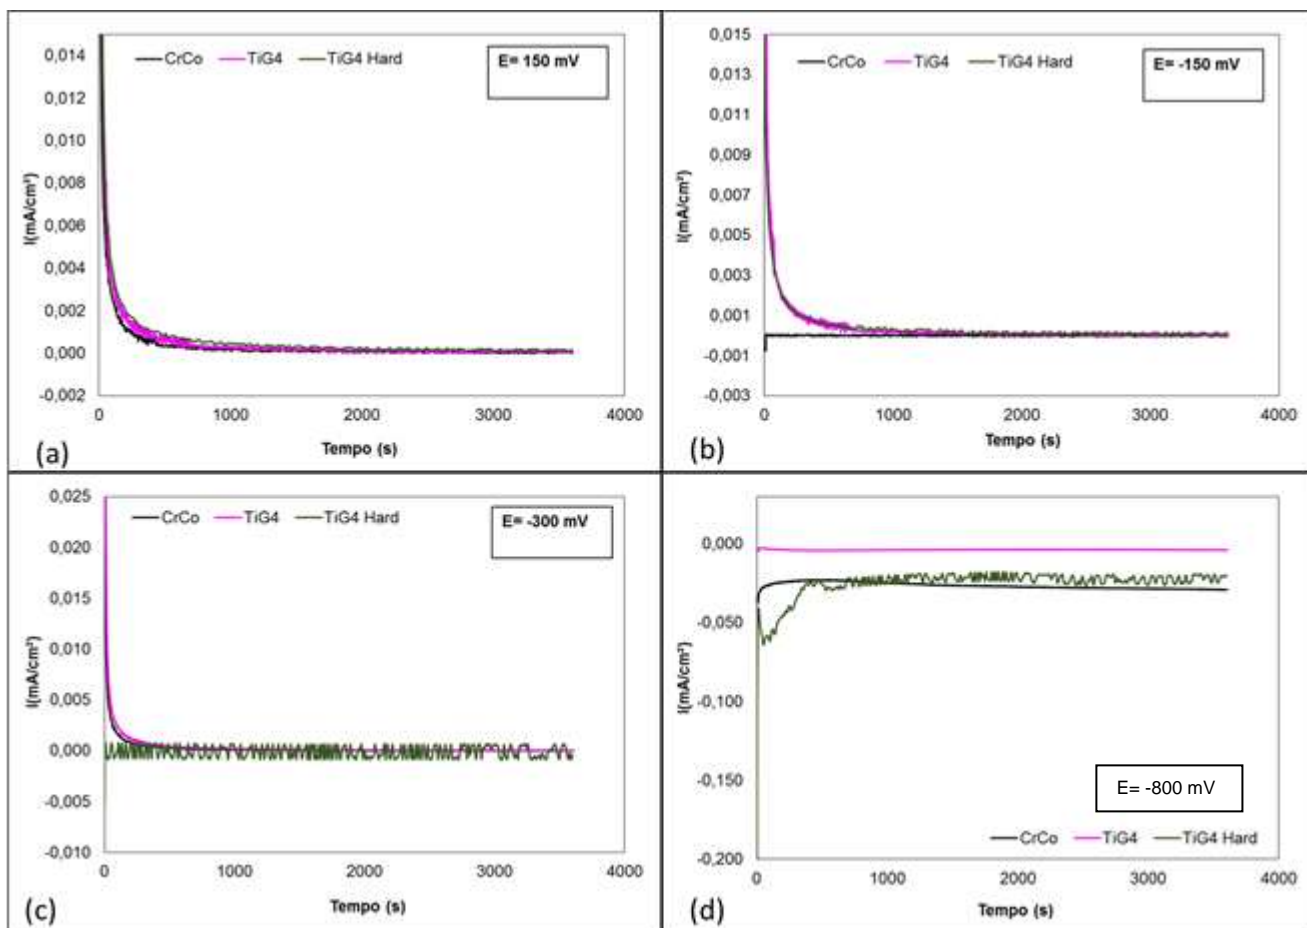 0,014
CrCo TiG4 TiG4 Hard
E= 150 mV
0,012
0,010
0,008
0,006
0,004
0,002
0,000
-0,002
I(mA/cm²)
0 1000 2000 3000 4000
Tempo (s)
(a)
0,015
CrCo TiG4 TiG4 Hard
E= -150 mV
0,013
0,011
0,009
0,007
0,005
0,003
0,001
-0,001
-0,003
I(mA/cm²)
0 1000 2000 3000 4000
Tempo (s)
(b)
0,025
CrCo TiG4 TiG4 Hard
E= -300 mV
0,020
0,015
0,010
0,005
0,000
-0,005
-0,010
I(mA/cm²)
0 1000 2000 3000 4000
Tempo (s)
(c)
0,000
-0,050
-0,100
-0,150
-0,200
I(mA/cm²)
E= -800 mV
CrCo TiG4 TiG4 Hard
0 1000 2000 3000 4000
Tempo (s)
(d)